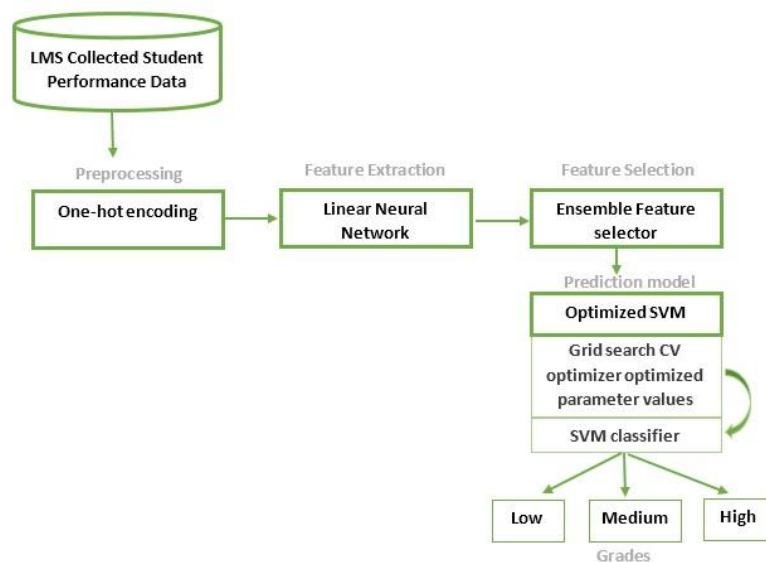 LMS Collected Student
Performance Data
Preprocessing
One-hot encoding
Feature Extraction
Linear Neural
Network
Feature Selection
Ensemble Feature
selector
Prediction model
Optimized SVM
Grid search CV
optimizer optimized
parameter values
SVM classifier
Low
Medium
High
Grades